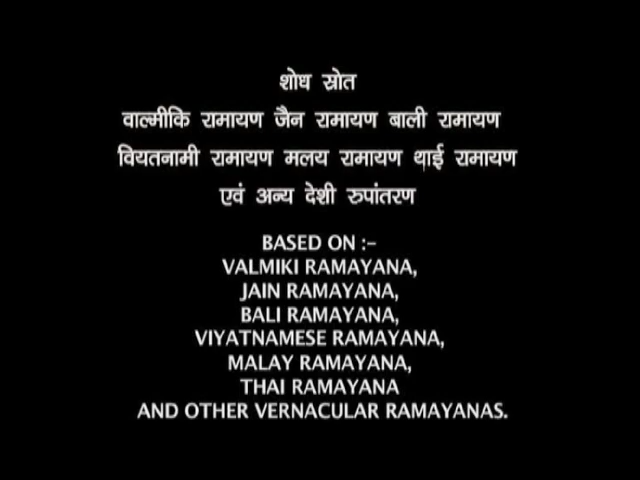 शोध स्रोत
वाल्मीकि रामायण जैन रामायण बाली रामायण
वियतनामी रामायण मलय रामायण थाई रामायण
एवं अन्य देशी रुपांतरण
BASED ON :-
VALMIKI RAMAYANA,
JAIN RAMAYANA,
BALI RAMAYANA,
VIYATNAMESE RAMAYANA,
MALAY RAMAYANA,
THAI RAMAYANA
AND OTHER VERNACULAR RAMAYANAS.